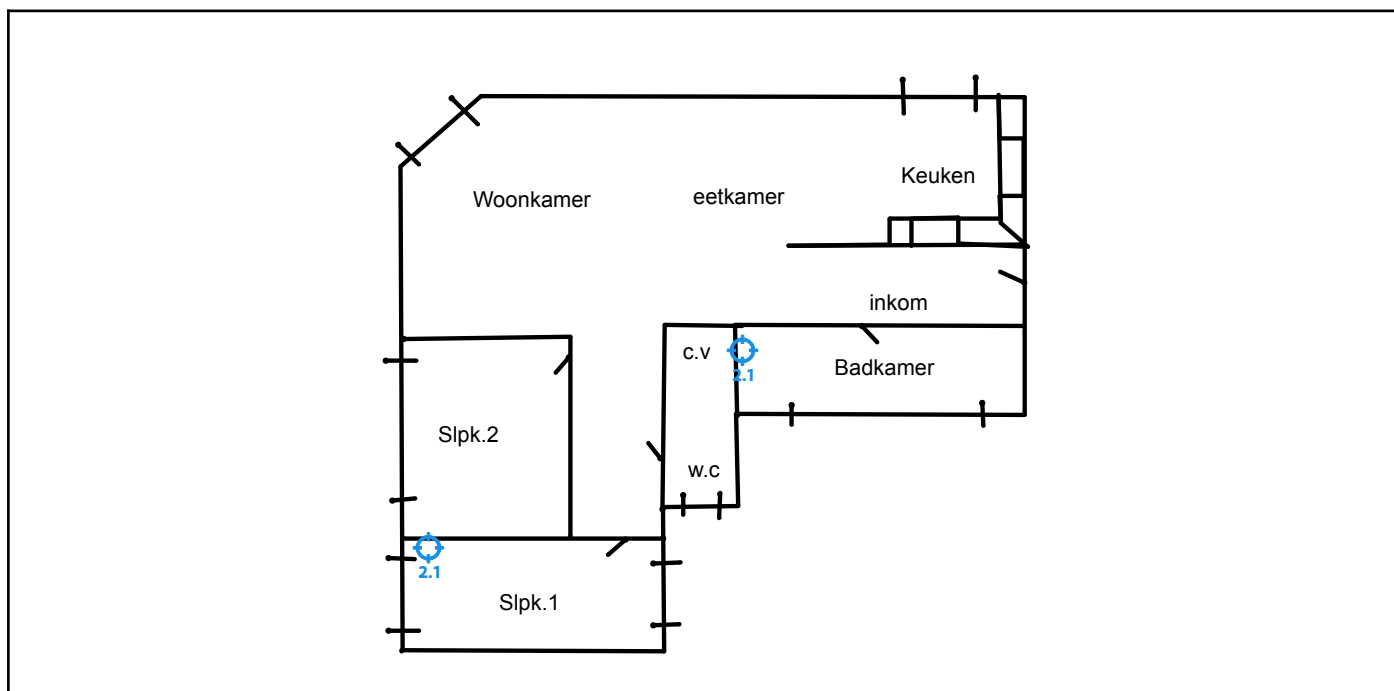 Keuken
Woonkamer
eetkamer
inkom
c.v
2.1
Badkamer
Slpk.2
w.c
2.1
Slpk.1